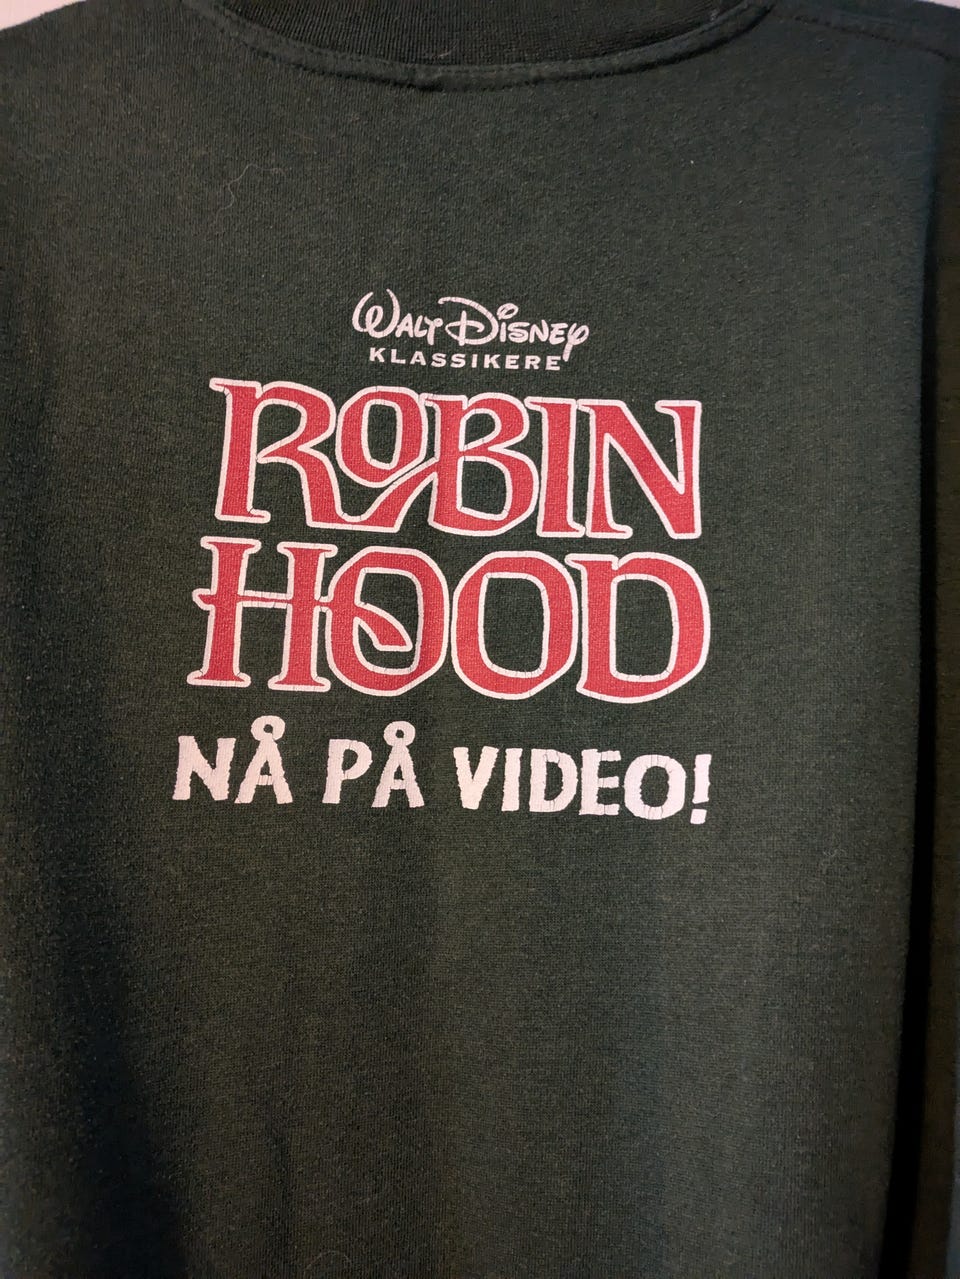 WALT DISNEY
KLASSIKERE
ROBIN
HOOD
NÅ PÅ VIDEO!